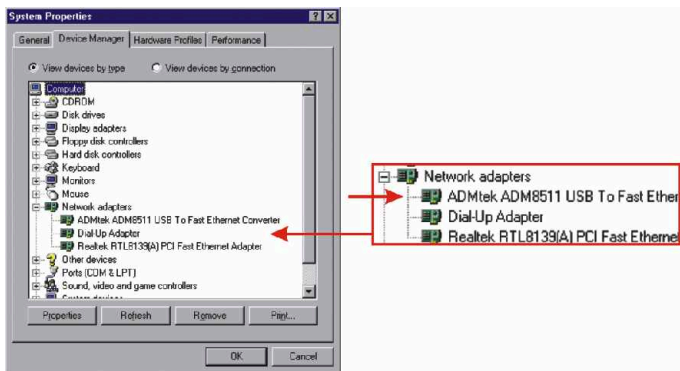 System Properties
General Device Manager Hardware Profiles Performance
View devices by type View devices by connection
Computer
CDROM
Disk drives
Display adapters
Floppy disk controllers
Hard disk controllers
Keyboard
Monitors
Mouse
Network adapters
ADMtek ADM8511 USB To Fast Ethernet Converter
Dial-Up Adapter
Realtek RTL8139(A) PCI Fast Ethernet Adapter
Other devices
Ports (COM & LPT)
Sound, video and game controllers
System devices
Properties Refresh Remove Print...
OK Cancel
Network adapters
ADMtek ADM8511 USB To Fast Ether
Dial-Up Adapter
Realtek RTL8139(A) PCI Fast Ethernet